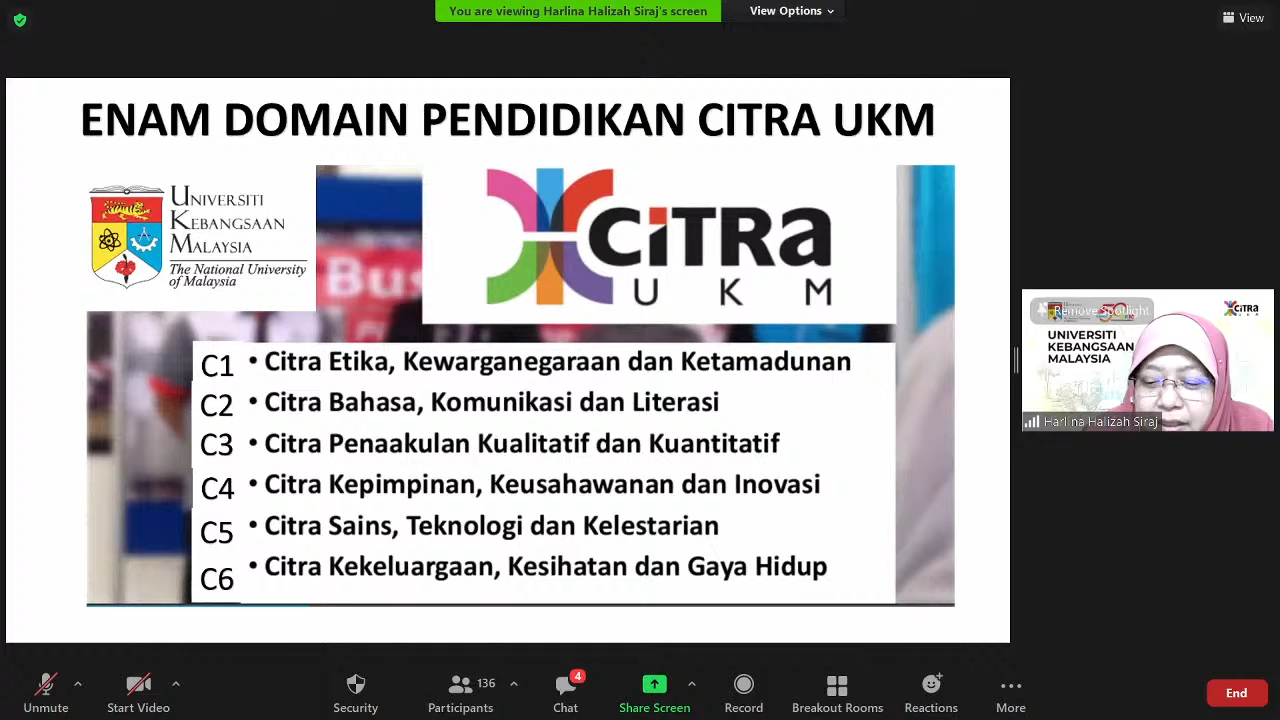 You are viewing Harlina Halizah Siraj's screen
View Options
View
ENAM DOMAIN PENDIDIKAN CITRA UKM
UNIVERSITI
KEBANGSAAN
MALAYSIA
The National University
of Malaysia
CiTRa
UKM
Bus
C1 • Citra Etika, Kewarganegaraan dan Ketamadunan
C2 • Citra Bahasa, Komunikasi dan Literasi
C3 • Citra Penaakulan Kualitatif dan Kuantitatif
C4 • Citra Kepimpinan, Keusahawanan dan Inovasi
C5 • Citra Sains, Teknologi dan Kelestarian
C6 • Citra Kekeluargaan, Kesihatan dan Gaya Hidup
Remove Spotlight
CiTRa
UKM
UNIVERSITI
KEBANGSAAN
MALAYSIA
Harlina Halizah Siraj
Unmute
Start Video
Security
136
Participants
4
Chat
Share Screen
Record
Breakout Rooms
Reactions
More
End